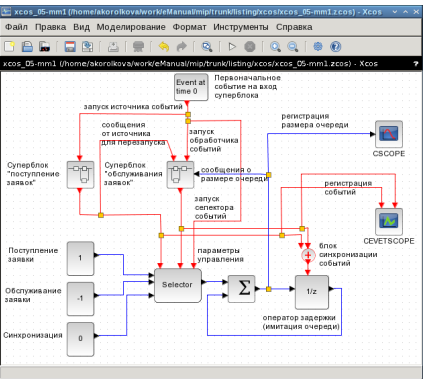 xcos_05-mm1 (/home/akorolkova/work/eManual/mip/trunk/listing/xcos/xcos_05-mm1.zcos) - Xcos
Файл Правка Вид Моделирование Формат Инструменты Справка
xcos_05-mm1 (/home/akorolkova/work/eManual/mip/trunk/listing/xcos/xcos_05-mm1.zcos) - Xcos ?
Event at
time 0
Первоначальное
событие на вход
суперблока
запуск источника событий
сообщения
от источника
для перезапуска
запуск
обработчика
событий
регистрация
размера очереди
CSCOPE
Суперблок
"поступление
заявок"
Суперблок
"обслуживания
заявок"
сообщения о
размере очереди
запуск
селектора
событий
регистрация
событий
CEVETSCOPE
Поступление
заявки
1
параметры
управления
блок
синхронизации
событий
Обслуживание
заявки
-1
Selector
Σ
1/z
Синхронизация
0
оператор задержки
(имитация очереди)